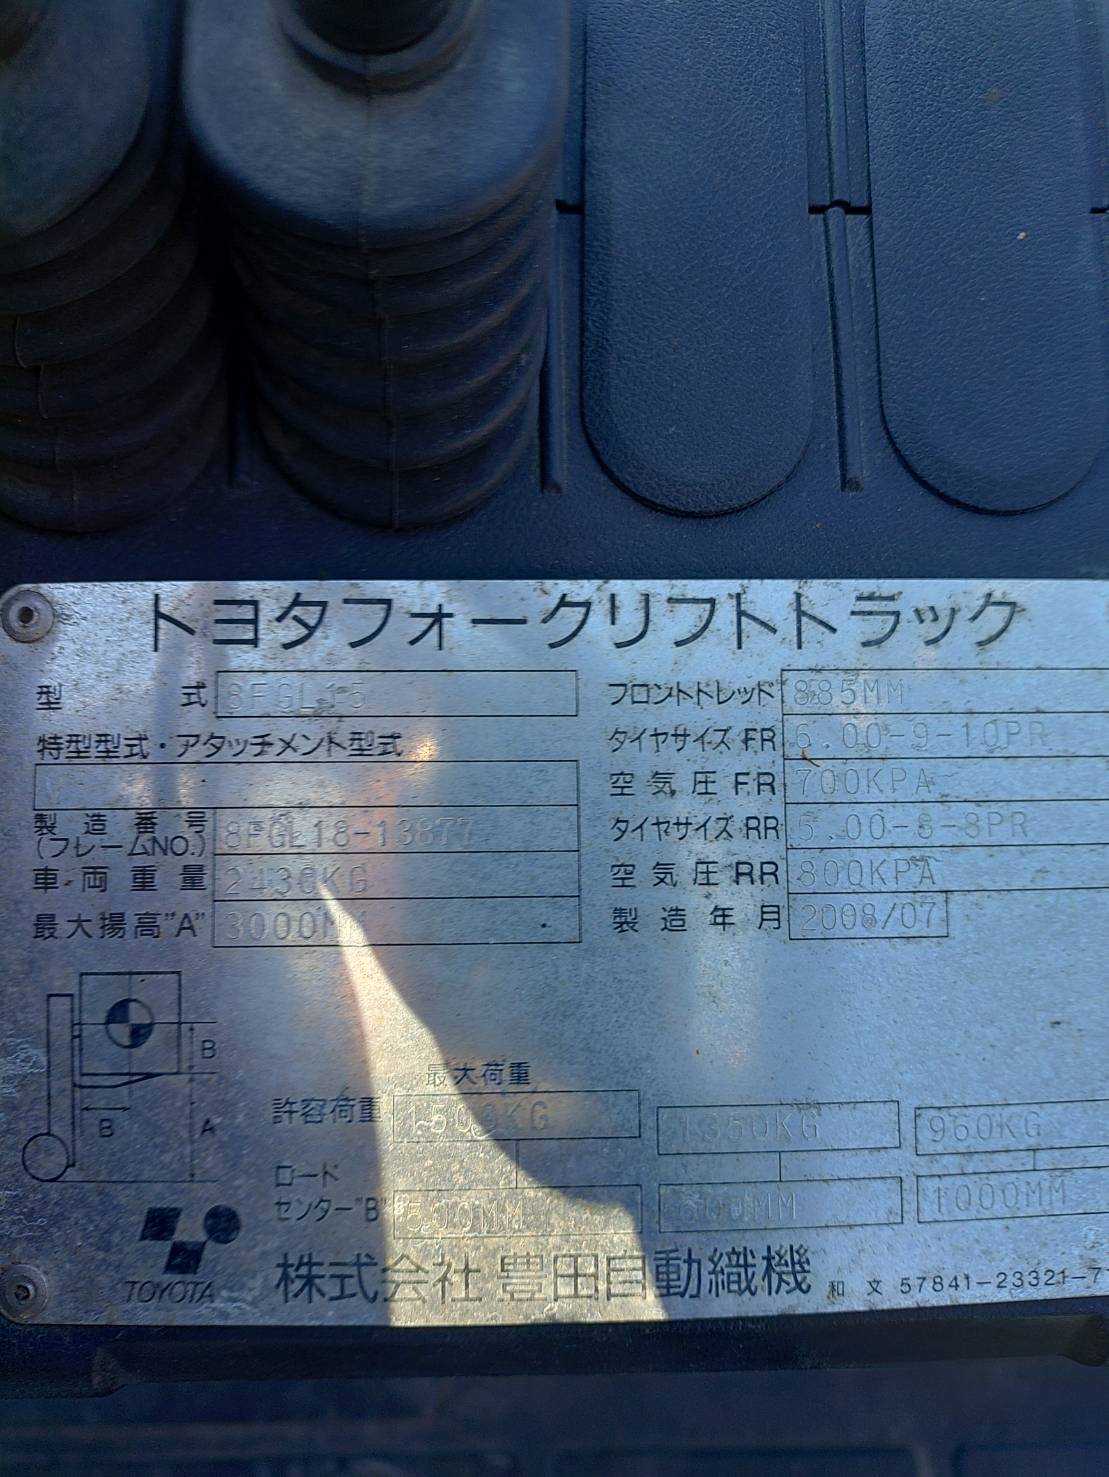 トヨタフォークリフトトラック
型式 8FGL15
フロントトレッド 885MM
特型型式・アタッチメント型式
タイヤサイズ FR 6.00-9-10PR
空気圧 FR 700KPA
製造番号 (フレームNO.) 8FGL18-13877
タイヤサイズ RR 5.00-8-8PR
車両重量 2430KG
空気圧 RR 800KPA
最大揚高"A" 3000MM
製造年月 2008/07
B
B
A
最大荷重
許容荷重 1500KG 1350KG 960KG
ロード
センター"B" 500MM 600MM 1000MM
TOYOTA
株式会社 豊田自動織機 和文 57841-23321-7